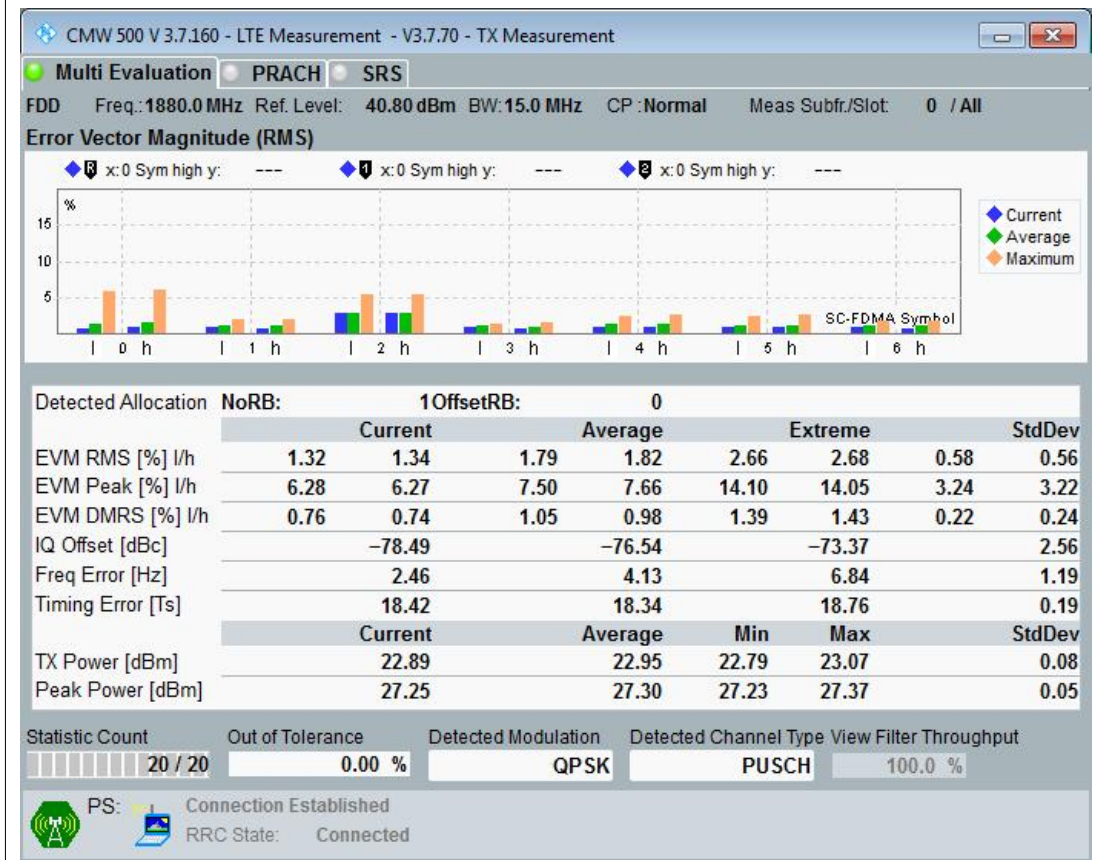 CMW 500 V 3.7.160 - LTE Measurement - V3.7.70 - TX Measurement
Multi Evaluation PRACH SRS
FDD Freq.: 1880.0 MHz Ref. Level: 40.80 dBm BW: 15.0 MHz CP : Normal Meas Subfr./Slot: 0 / All
Error Vector Magnitude (RMS)
R x: 0 Sym high y: --- 1 x: 0 Sym high y: --- 2 x: 0 Sym high y: ---
%
15
10
5
Current
Average
Maximum
SC-FDMA Symbol
l 0 h l 1 h l 2 h l 3 h l 4 h l 5 h l 6 h
Detected Allocation NoRB: 1 OffsetRB: 0
Current Average Extreme StdDev
EVM RMS [%] l/h 1.32 1.34 1.79 1.82 2.66 2.68 0.58 0.56
EVM Peak [%] l/h 6.28 6.27 7.50 7.66 14.10 14.05 3.24 3.22
EVM DMRS [%] l/h 0.76 0.74 1.05 0.98 1.39 1.43 0.22 0.24
IQ Offset [dBc] −78.49 −76.54 −73.37 2.56
Freq Error [Hz] 2.46 4.13 6.84 1.19
Timing Error [Ts] 18.42 18.34 18.76 0.19
Current Average Min Max StdDev
TX Power [dBm] 22.89 22.95 22.79 23.07 0.08
Peak Power [dBm] 27.25 27.30 27.23 27.37 0.05
Statistic Count Out of Tolerance Detected Modulation Detected Channel Type View Filter Throughput
20 / 20 0.00 % QPSK PUSCH 100.0 %
PS: Connection Established
RRC State: Connected